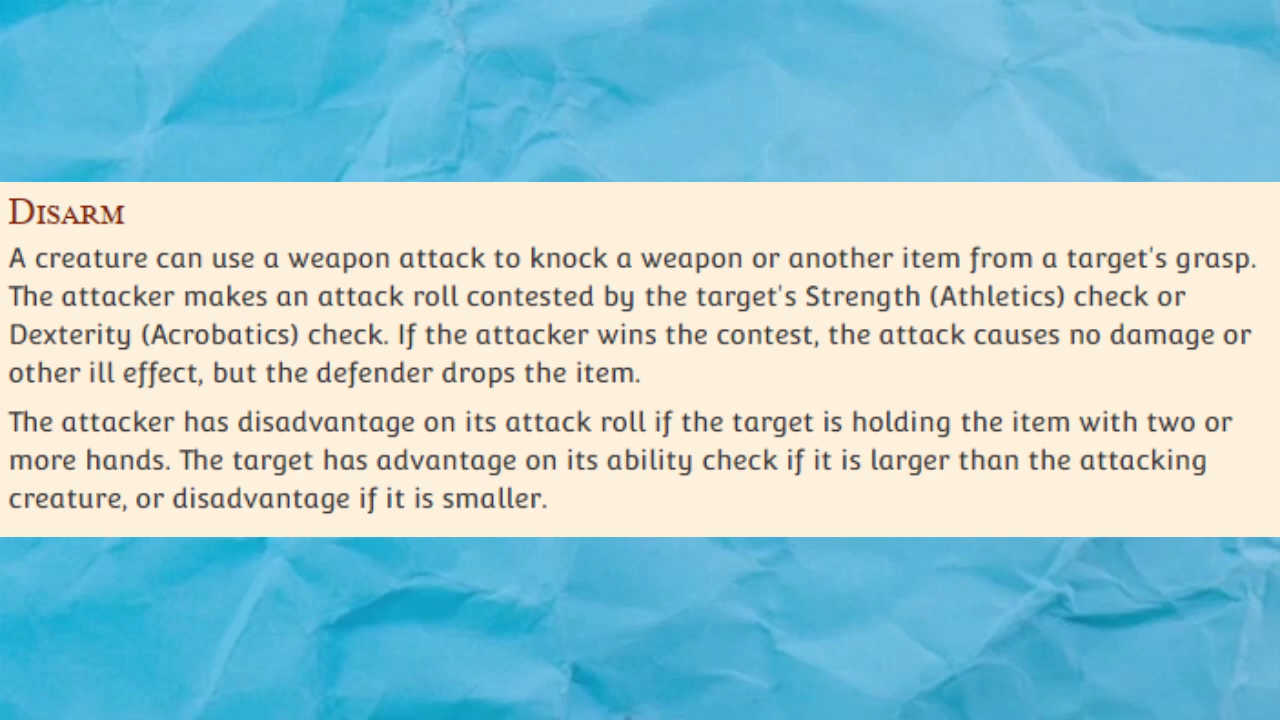 Disarm
A creature can use a weapon attack to knock a weapon or another item from a target's grasp.
The attacker makes an attack roll contested by the target's Strength (Athletics) check or
Dexterity (Acrobatics) check. If the attacker wins the contest, the attack causes no damage or
other ill effect, but the defender drops the item.
The attacker has disadvantage on its attack roll if the target is holding the item with two or
more hands. The target has advantage on its ability check if it is larger than the attacking
creature, or disadvantage if it is smaller.